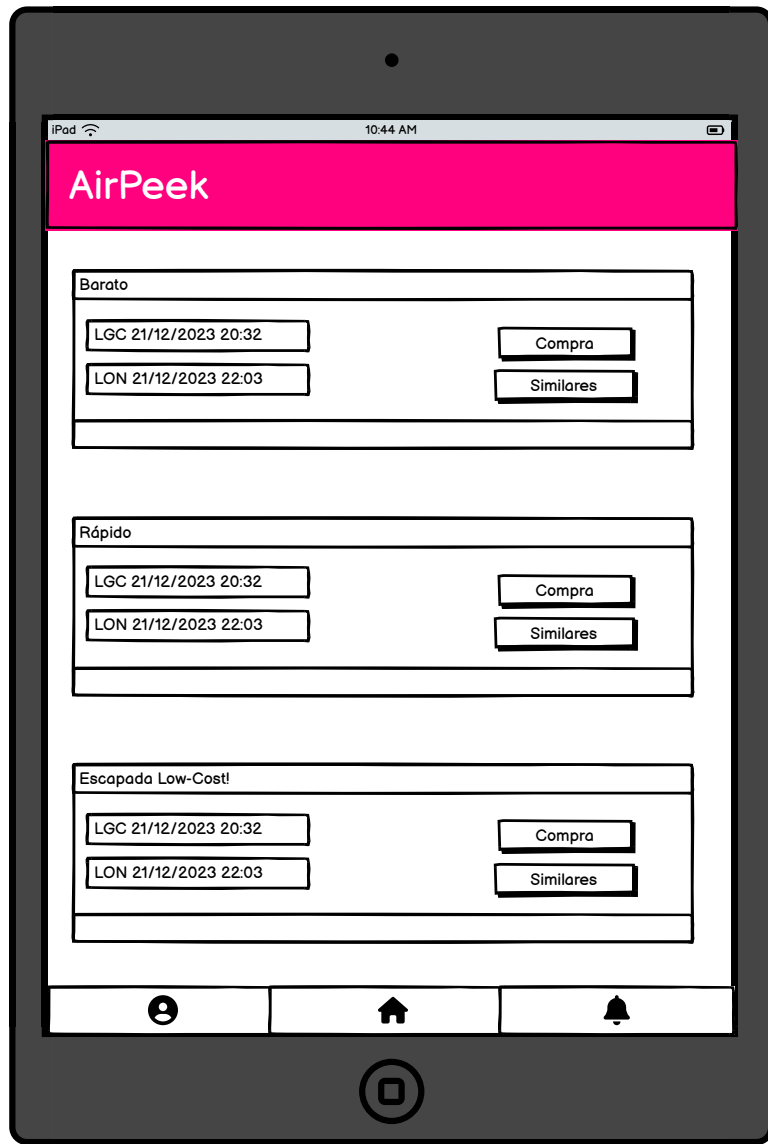 iPad 10:44 AM
AirPeek
Barato
LGC 21/12/2023 20:32
Compra
LON 21/12/2023 22:03
Similares
Rápido
LGC 21/12/2023 20:32
Compra
LON 21/12/2023 22:03
Similares
Escapada Low-Cost!
LGC 21/12/2023 20:32
Compra
LON 21/12/2023 22:03
Similares